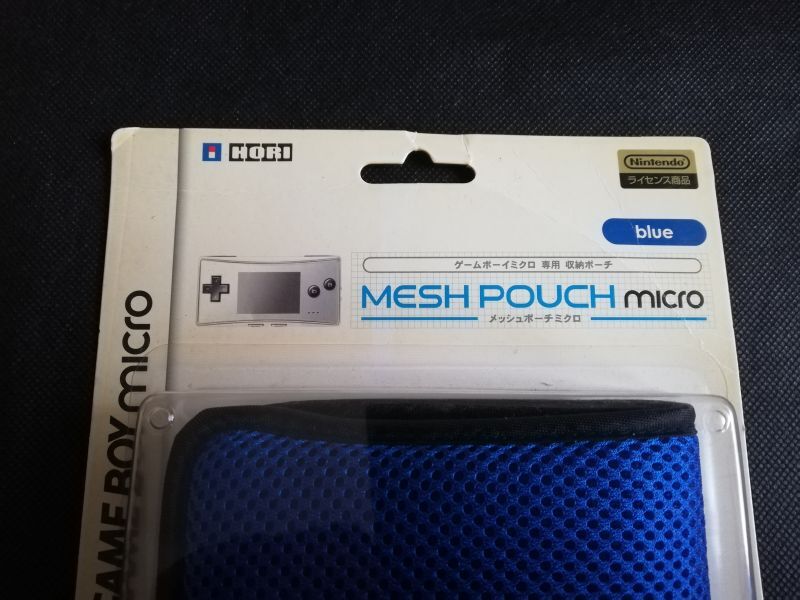 HORI
Nintendo
ライセンス商品
blue
ゲームボーイミクロ 専用 収納ポーチ
MESH POUCH micro
メッシュポーチミクロ
GAME BOY micro